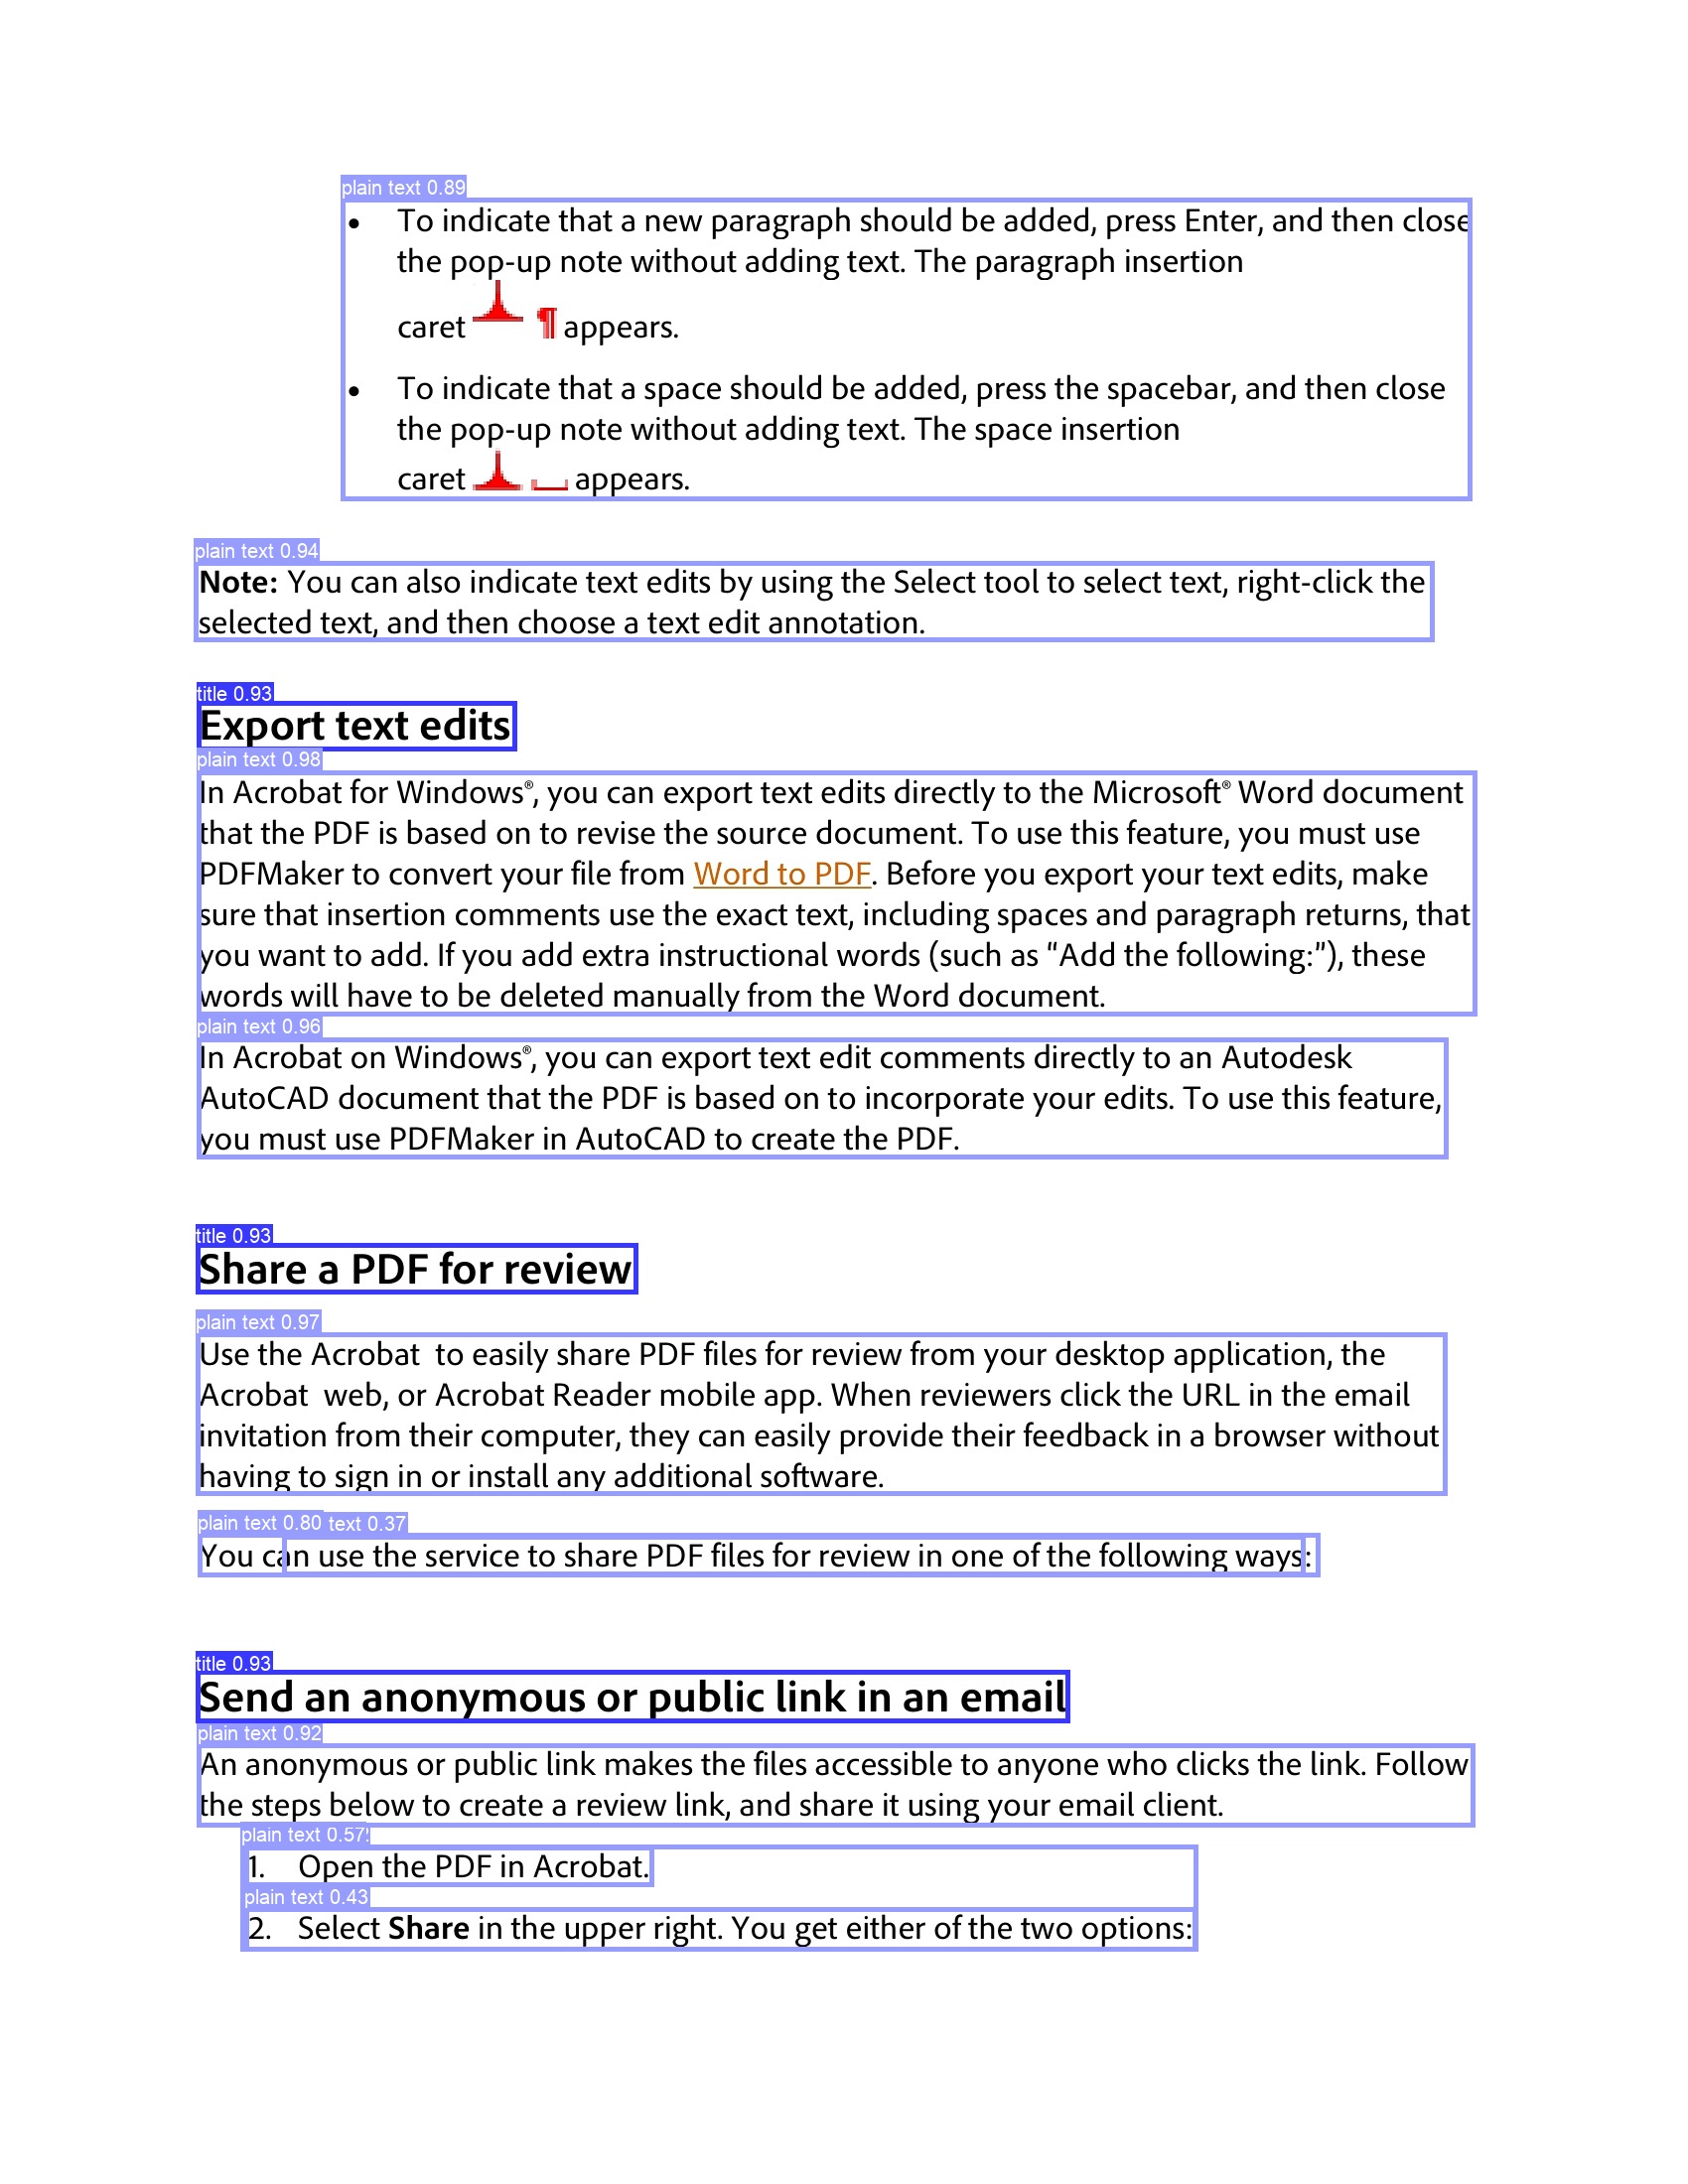 plain text 0.89
• To indicate that a new paragraph should be added, press Enter, and then close
the pop-up note without adding text. The paragraph insertion
caret ¶ appears.
• To indicate that a space should be added, press the spacebar, and then close
the pop-up note without adding text. The space insertion
caret appears.
plain text 0.94
Note: You can also indicate text edits by using the Select tool to select text, right-click the
selected text, and then choose a text edit annotation.
title 0.93
Export text edits
plain text 0.98
In Acrobat for Windows®, you can export text edits directly to the Microsoft® Word document
that the PDF is based on to revise the source document. To use this feature, you must use
PDFMaker to convert your file from Word to PDF. Before you export your text edits, make
sure that insertion comments use the exact text, including spaces and paragraph returns, that
you want to add. If you add extra instructional words (such as “Add the following:”), these
words will have to be deleted manually from the Word document.
plain text 0.96
In Acrobat on Windows®, you can export text edit comments directly to an Autodesk
AutoCAD document that the PDF is based on to incorporate your edits. To use this feature,
you must use PDFMaker in AutoCAD to create the PDF.
title 0.93
Share a PDF for review
plain text 0.97
Use the Acrobat  to easily share PDF files for review from your desktop application, the
Acrobat  web, or Acrobat Reader mobile app. When reviewers click the URL in the email
invitation from their computer, they can easily provide their feedback in a browser without
having to sign in or install any additional software.
plain text 0.80 text 0.37
You can use the service to share PDF files for review in one of the following ways:
title 0.93
Send an anonymous or public link in an email
plain text 0.92
An anonymous or public link makes the files accessible to anyone who clicks the link. Follow
the steps below to create a review link, and share it using your email client.
plain text 0.57
1. Open the PDF in Acrobat.
plain text 0.43
2. Select Share in the upper right. You get either of the two options: